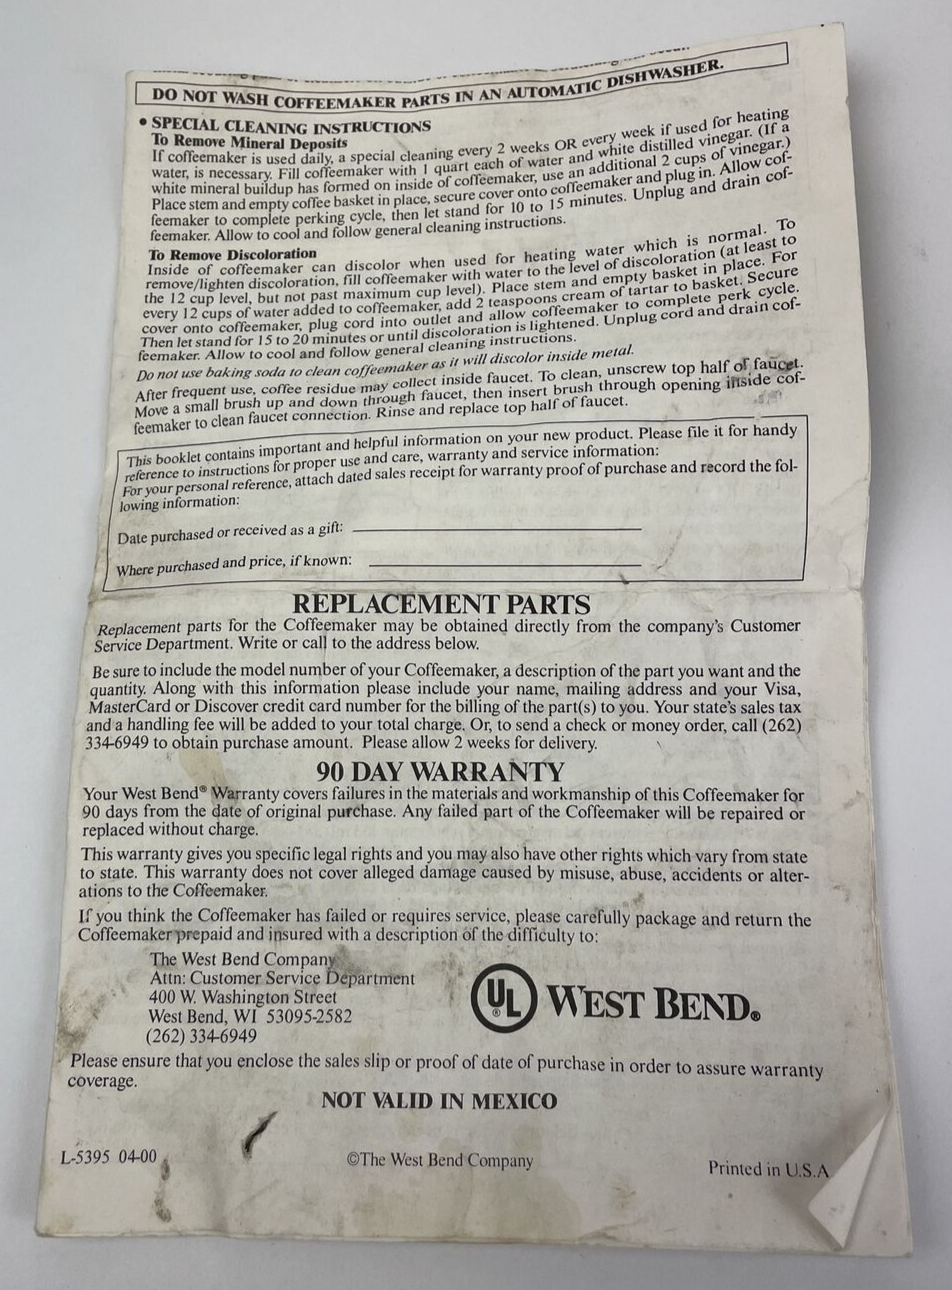 DO NOT WASH COFFEEMAKER PARTS IN AN AUTOMATIC DISHWASHER.
• SPECIAL CLEANING INSTRUCTIONS
To Remove Mineral Deposits
If coffeemaker is used daily, a special cleaning every 2 weeks OR every week if used for heating
water, is necessary. Fill coffeemaker with 1 quart each of water and white distilled vinegar. (If a
white mineral buildup has formed on inside of coffeemaker, use an additional 2 cups of vinegar.)
Place stem and empty coffee basket in place, secure cover onto coffeemaker and plug in. Allow cof-
feemaker to complete perking cycle, then let stand for 10 to 15 minutes. Unplug and drain cof-
feemaker. Allow to cool and follow general cleaning instructions.
To Remove Discoloration
Inside of coffeemaker can discolor when used for heating water which is normal. To
remove/lighten discoloration, fill coffeemaker with water to the level of discoloration (at least to
the 12 cup level, but not past maximum cup level). Place stem and empty basket in place. For
every 12 cups of water added to coffeemaker, add 2 teaspoons cream of tartar to basket. Secure
cover onto coffeemaker, plug cord into outlet and allow coffeemaker to complete perk cycle.
Then let stand for 15 to 20 minutes or until discoloration is lightened. Unplug cord and drain cof-
feemaker. Allow to cool and follow general cleaning instructions.
Do not use baking soda to clean coffeemaker as it will discolor inside metal.
After frequent use, coffee residue may collect inside faucet. To clean, unscrew top half of faucet.
Move a small brush up and down through faucet, then insert brush through opening inside cof-
feemaker to clean faucet connection. Rinse and replace top half of faucet.
This booklet contains important and helpful information on your new product. Please file it for handy
reference to instructions for proper use and care, warranty and service information:
For your personal reference, attach dated sales receipt for warranty proof of purchase and record the fol-
lowing information:
Date purchased or received as a gift:
Where purchased and price, if known:
REPLACEMENT PARTS
Replacement parts for the Coffeemaker may be obtained directly from the company's Customer
Service Department. Write or call to the address below.
Be sure to include the model number of your Coffeemaker, a description of the part you want and the
quantity. Along with this information please include your name, mailing address and your Visa,
MasterCard or Discover credit card number for the billing of the part(s) to you. Your state's sales tax
and a handling fee will be added to your total charge. Or, to send a check or money order, call (262)
334-6949 to obtain purchase amount. Please allow 2 weeks for delivery.
90 DAY WARRANTY
Your West Bend® Warranty covers failures in the materials and workmanship of this Coffeemaker for
90 days from the date of original purchase. Any failed part of the Coffeemaker will be repaired or
replaced without charge.
This warranty gives you specific legal rights and you may also have other rights which vary from state
to state. This warranty does not cover alleged damage caused by misuse, abuse, accidents or alter-
ations to the Coffeemaker.
If you think the Coffeemaker has failed or requires service, please carefully package and return the
Coffeemaker prepaid and insured with a description of the difficulty to:
The West Bend Company
Attn: Customer Service Department
400 W. Washington Street
West Bend, WI 53095-2582
(262) 334-6949
UL® WEST BEND®
Please ensure that you enclose the sales slip or proof of date of purchase in order to assure warranty
coverage.
NOT VALID IN MEXICO
L-5395 04-00
©The West Bend Company
Printed in U.S.A